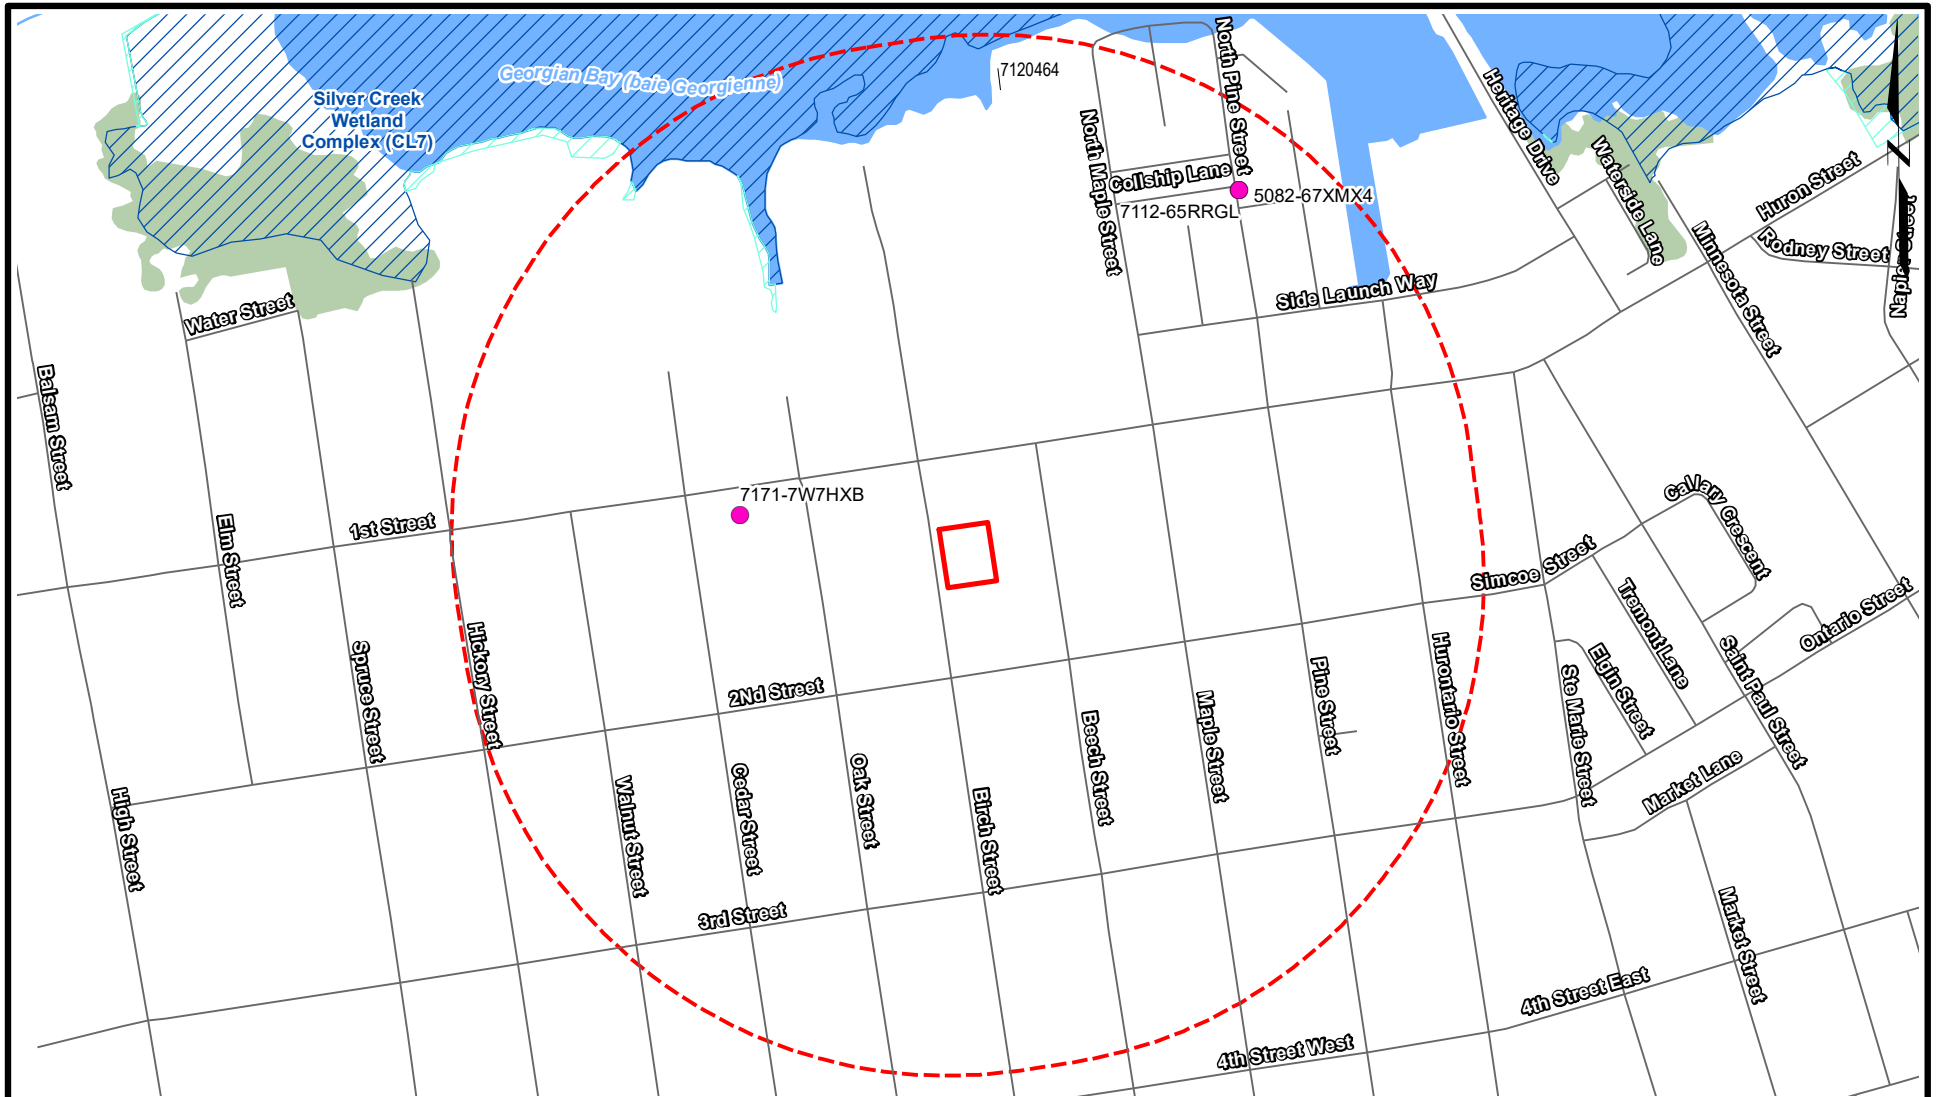 Georgian Bay (baie Georgienne)
Silver Creek
Wetland
Complex (CL7)
7120464
North Pine Street
North Maple Street
Collship Lane
5082-67XMX4
7112-65RRGL
Heritage Drive
Waterside Lane
Huron Street
Rodney Street
Minnesota Street
Side Launch Way
Water Street
Balsam Street
Elm Street
1st Street
7171-7W7HXB
Callary Crescent
Simcoe Street
Tremont Lane
Ontario Street
Saint Paul Street
Elgin Street
Ste Marie Street
Hurontario Street
Pine Street
Maple Street
Beech Street
Birch Street
Oak Street
Cedar Street
Walnut Street
Hickory Street
Spruce Street
High Street
2Nd Street
3rd Street
Market Lane
Market Street
4th Street East
4th Street West